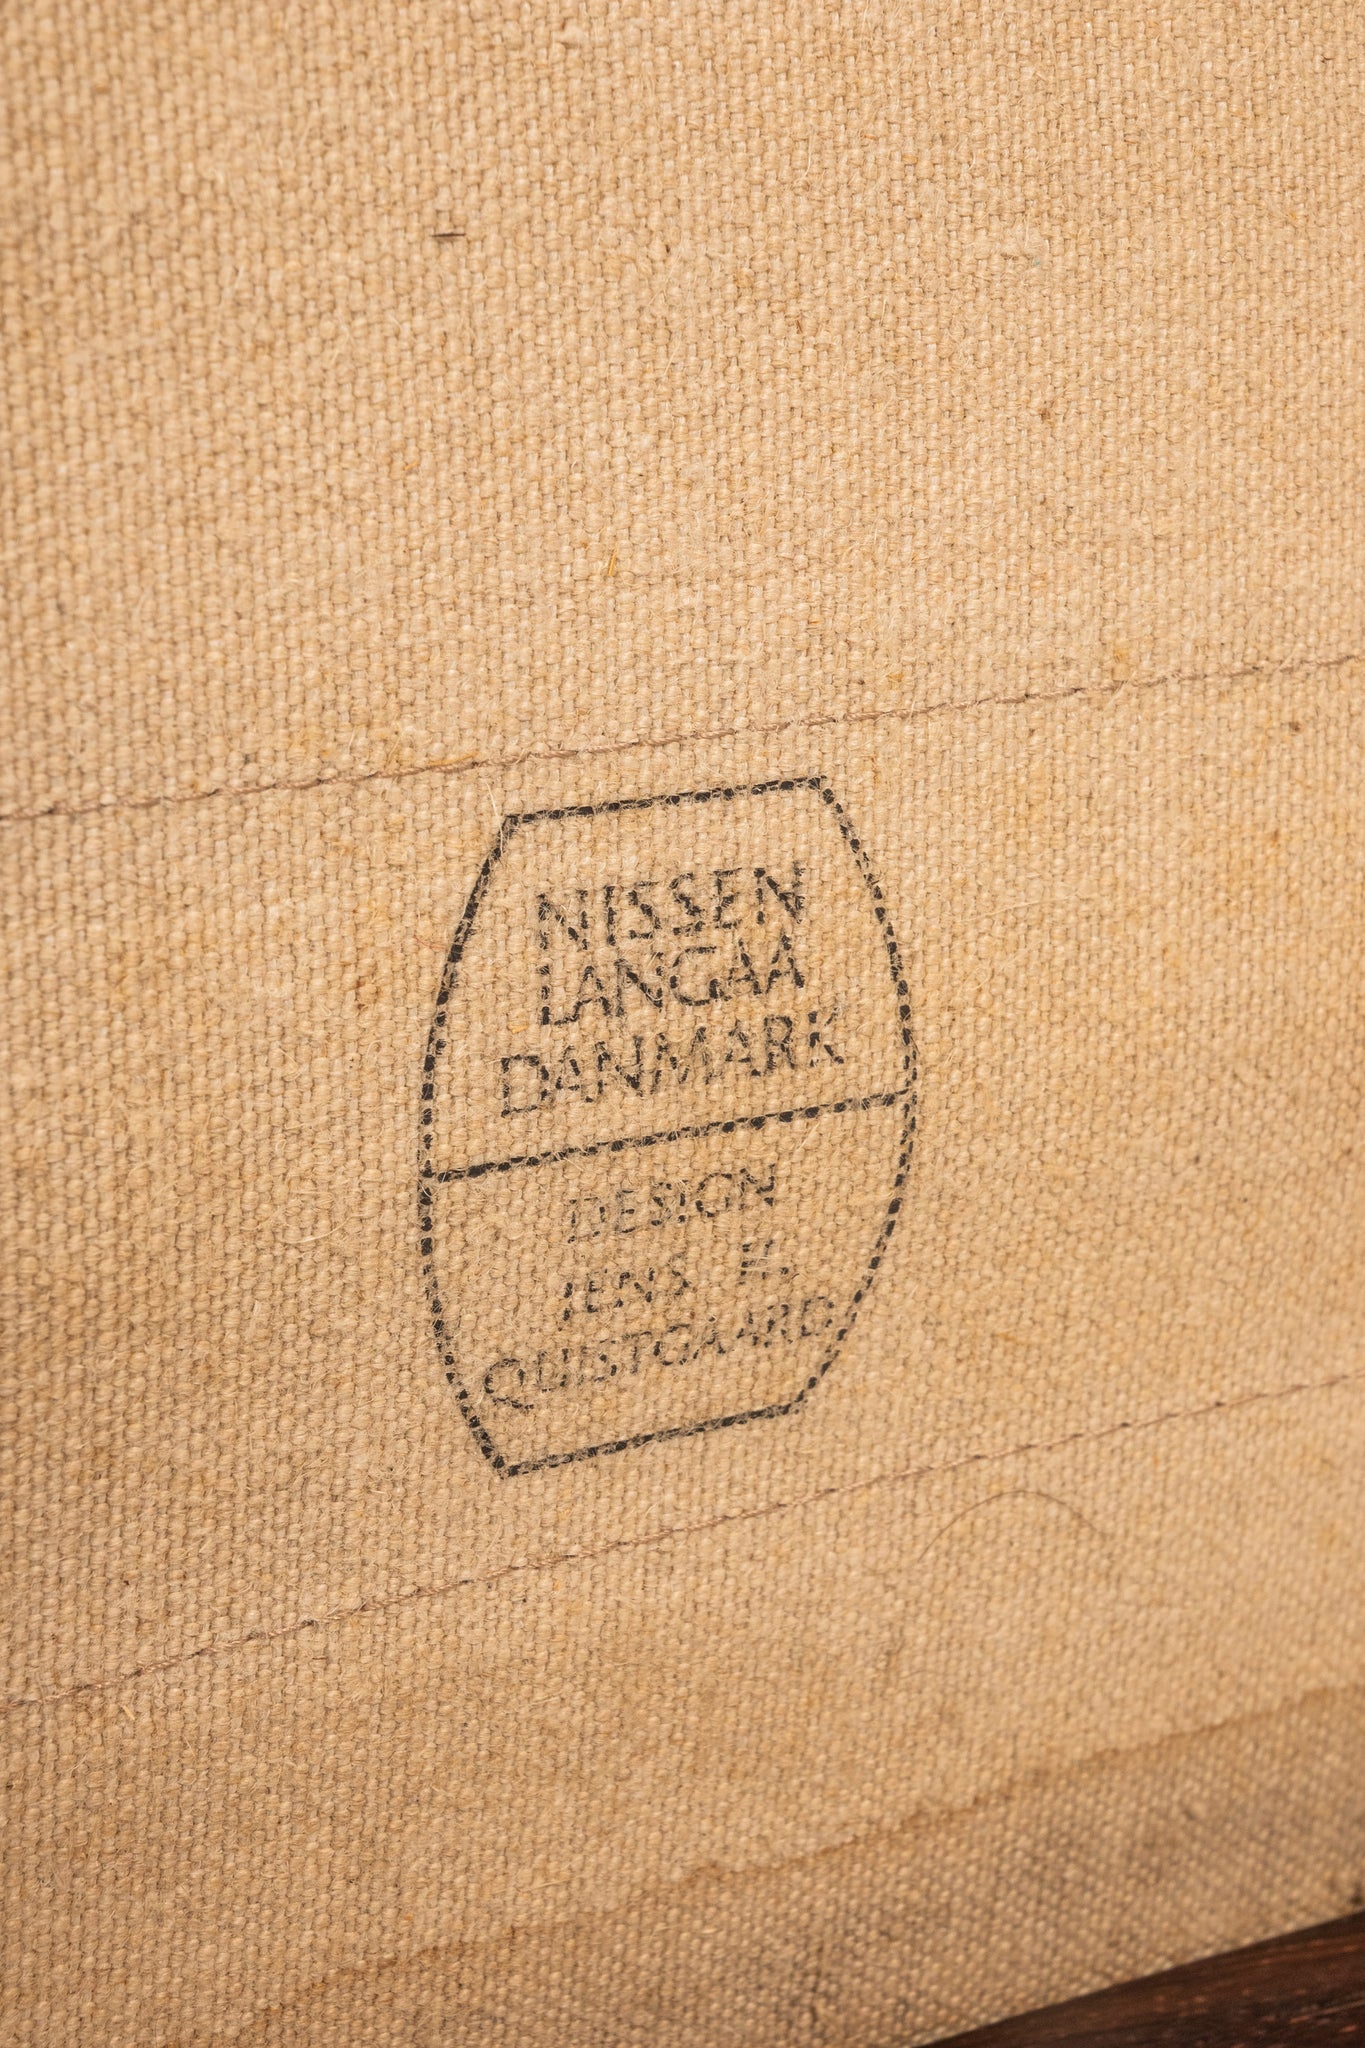 NISSEN
LANGAA
DANMARK
DESIGN
JENS H.
QUISTGAARD